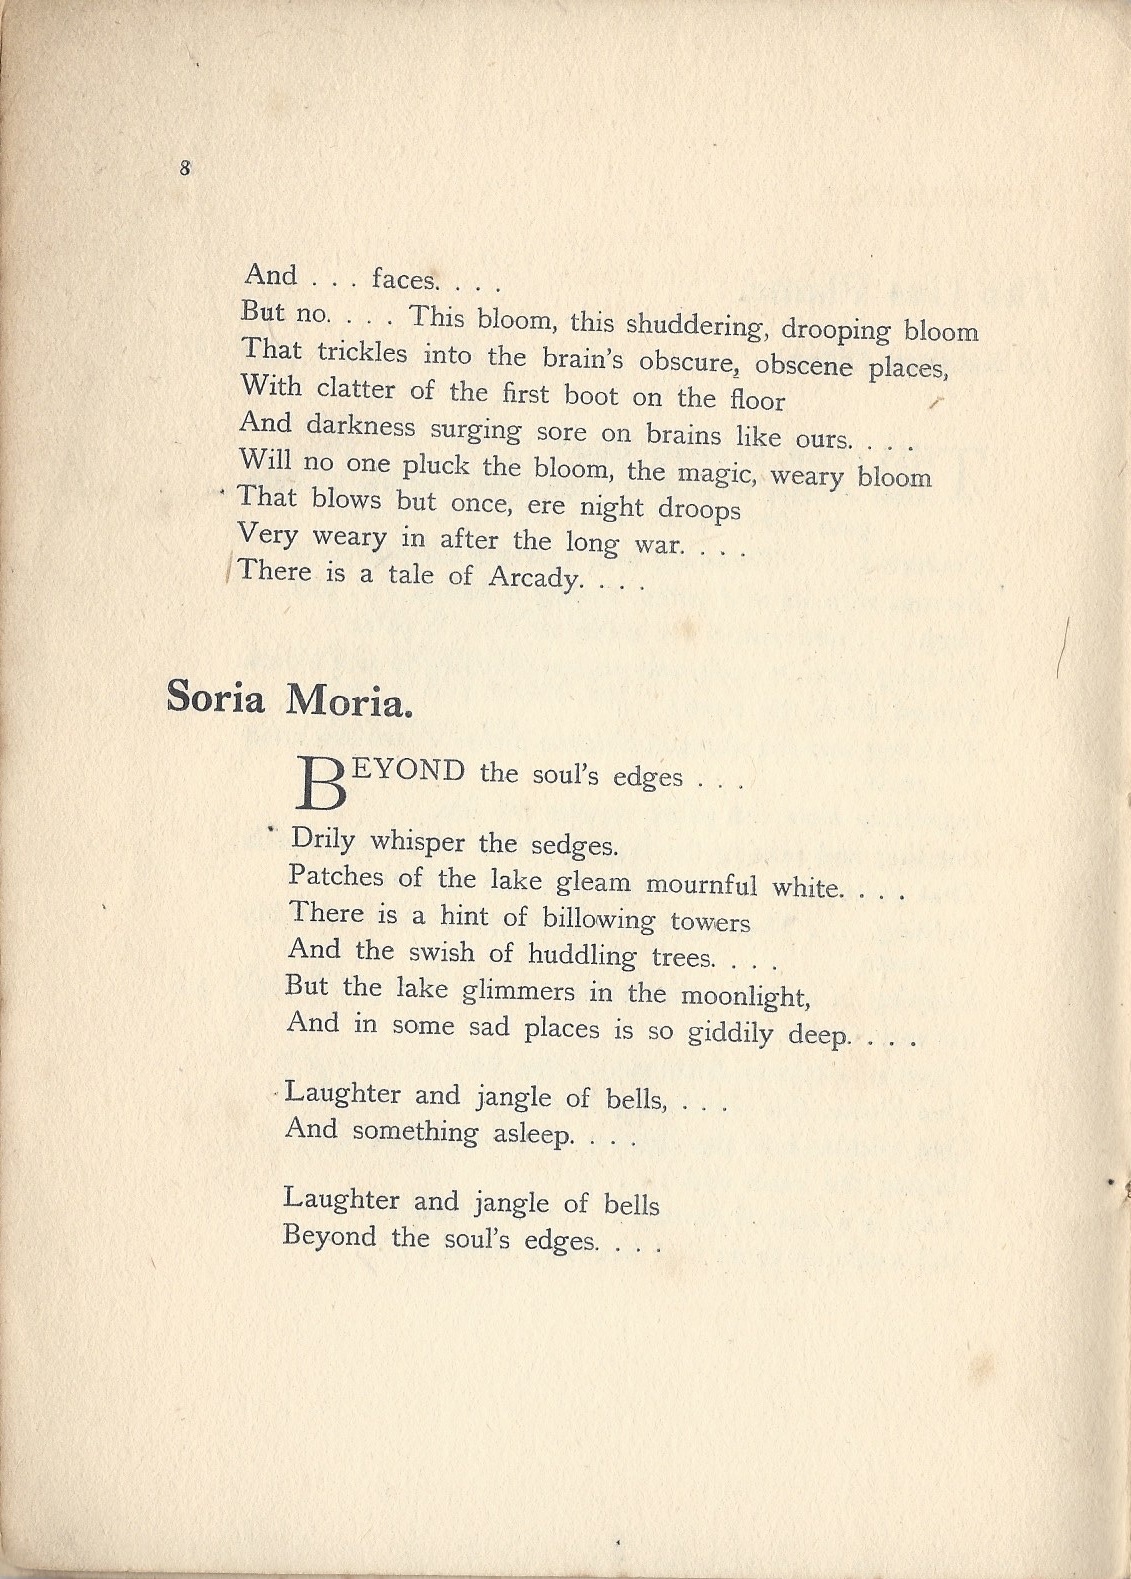 8
And . . . faces. . . .
But no. . . . This bloom, this shuddering, drooping bloom
That trickles into the brain's obscure, obscene places,
With clatter of the first boot on the floor
And darkness surging sore on brains like ours. . . .
Will no one pluck the bloom, the magic, weary bloom
That blows but once, ere night droops
Very weary in after the long war. . . .
There is a tale of Arcady. . . .
Soria Moria.
BEYOND the soul's edges . . .
Drily whisper the sedges.
Patches of the lake gleam mournful white. . . .
There is a hint of billowing towers
And the swish of huddling trees. . . .
But the lake glimmers in the moonlight,
And in some sad places is so giddily deep. . . .
Laughter and jangle of bells, . . .
And something asleep. . . .
Laughter and jangle of bells
Beyond the soul's edges. . . .